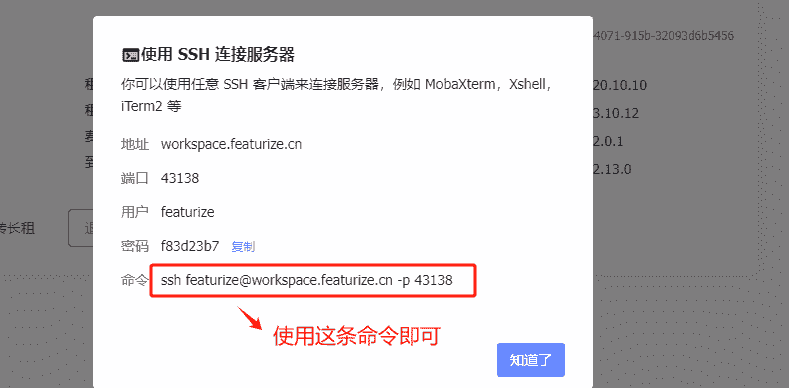 使用 SSH 连接服务器
4071-915b-32093d6b5456
你可以使用任意 SSH 客户端来连接服务器，例如 MobaXterm，Xshell，
iTerm2 等
20.10.10
3.10.12
2.0.1
2.13.0
地址 workspace.featurize.cn
端口 43138
用户 featurize
转长租
密码 f83d23b7 复制
命令 ssh featurize@workspace.featurize.cn -p 43138
使用这条命令即可
知道了